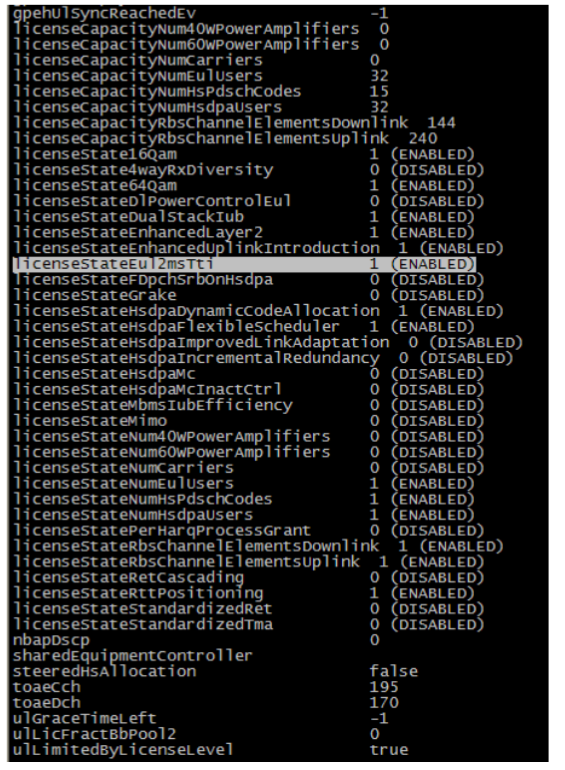 gpehUlSyncReachedEv -1
licenseCapacityNum40WPowerAmplifiers 0
licenseCapacityNum60WPowerAmplifiers 0
licenseCapacityNumCarriers 0
licenseCapacityNumEulUsers 32
licenseCapacityNumHsPdschCodes 15
licenseCapacityNumHsdpaUsers 32
licenseCapacityRbsChannelElementsDownlink 144
licenseCapacityRbsChannelElementsUplink 240
licenseState16Qam 1 (ENABLED)
licenseState4wayRxDiversity 0 (DISABLED)
licenseState64Qam 1 (ENABLED)
licenseStateDlPowerControlEul 0 (DISABLED)
licenseStateDualStackIub 1 (ENABLED)
licenseStateEnhancedLayer2 1 (ENABLED)
licenseStateEnhancedUplinkIntroduction 1 (ENABLED)
licenseStateEul2msTti 1 (ENABLED)
licenseStateFDpchSrbOnHsdpa 0 (DISABLED)
licenseStateGrake 0 (DISABLED)
licenseStateHsdpaDynamicCodeAllocation 1 (ENABLED)
licenseStateHsdpaFlexibleScheduler 1 (ENABLED)
licenseStateHsdpaImprovedLinkAdaptation 0 (DISABLED)
licenseStateHsdpaIncrementalRedundancy 0 (DISABLED)
licenseStateHsdpaMc 0 (DISABLED)
licenseStateHsdpaMcInactCtrl 0 (DISABLED)
licenseStateMbmsIubEfficiency 0 (DISABLED)
licenseStateMimo 0 (DISABLED)
licenseStateNum40WPowerAmplifiers 0 (DISABLED)
licenseStateNum60WPowerAmplifiers 0 (DISABLED)
licenseStateNumCarriers 0 (DISABLED)
licenseStateNumEulUsers 1 (ENABLED)
licenseStateNumHsPdschCodes 1 (ENABLED)
licenseStateNumHsdpaUsers 1 (ENABLED)
licenseStatePerHarqProcessGrant 0 (DISABLED)
licenseStateRbsChannelElementsDownlink 1 (ENABLED)
licenseStateRbsChannelElementsUplink 1 (ENABLED)
licenseStateRetCascading 0 (DISABLED)
licenseStateRttPositioning 1 (ENABLED)
licenseStateStandardizedRet 0 (DISABLED)
licenseStateStandardizedTma 0 (DISABLED)
nbapDscp 0
sharedEquipmentController
steeredHsAllocation false
toaeCch 195
toaeDch 170
ulGraceTimeLeft -1
ulLicFractBbPool2 0
ulLimitedByLicenseLevel true